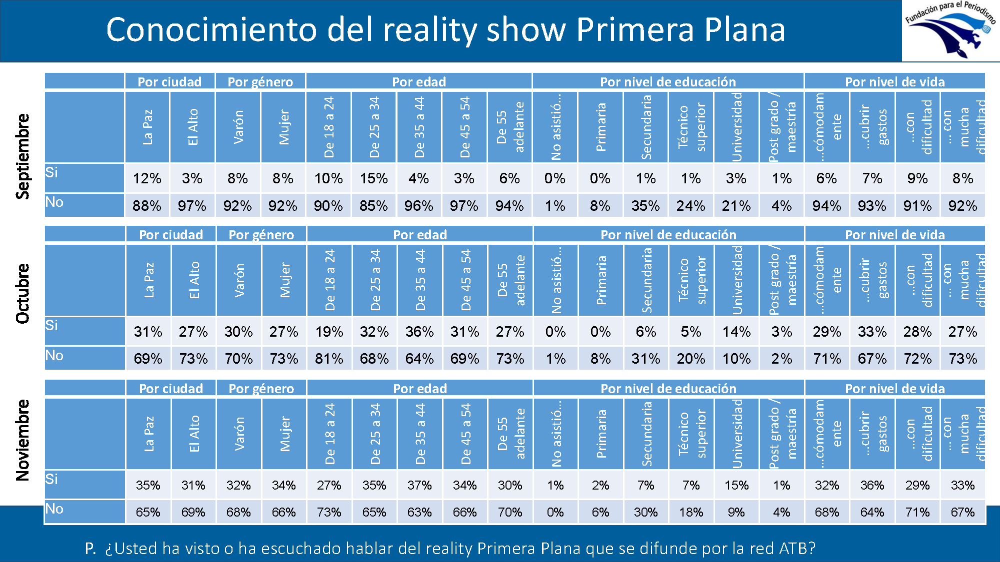 Conocimiento del reality show Primera Plana
Fundación para el Periodismo
Septiembre
Por ciudad Por género Por edad Por nivel de educación Por nivel de vida
La Paz El Alto Varón Mujer De 18 a 24 De 25 a 34 De 35 a 44 De 45 a 54 De 55 adelante No asistió... Primaria Secundaria Técnico superior Universidad Post grado / maestría ...cómodamente ...cubrir gastos ...con dificultad ... con mucha dificultad
Si 12% 3% 8% 8% 10% 15% 4% 3% 6% 0% 0% 1% 1% 3% 1% 6% 7% 9% 8%
No 88% 97% 92% 92% 90% 85% 96% 97% 94% 1% 8% 35% 24% 21% 4% 94% 93% 91% 92%
Octubre
Por ciudad Por género Por edad Por nivel de educación Por nivel de vida
La Paz El Alto Varón Mujer De 18 a 24 De 25 a 34 De 35 a 44 De 45 a 54 De 55 adelante No asistió... Primaria Secundaria Técnico superior Universidad Post grado / maestría ...cómodamente ...cubrir gastos ...con dificultad ... con mucha dificultad
Si 31% 27% 30% 27% 19% 32% 36% 31% 27% 0% 0% 6% 5% 14% 3% 29% 33% 28% 27%
No 69% 73% 70% 73% 81% 68% 64% 69% 73% 1% 8% 31% 20% 10% 2% 71% 67% 72% 73%
Noviembre
Por ciudad Por género Por edad Por nivel de educación Por nivel de vida
La Paz El Alto Varón Mujer De 18 a 24 De 25 a 34 De 35 a 44 De 45 a 54 De 55 adelante No asistió... Primaria Secundaria Técnico superior Universidad Post grado / maestría ...cómodamente ...cubrir gastos ...con dificultad ... con mucha dificultad
Si 35% 31% 32% 34% 27% 35% 37% 34% 30% 1% 2% 7% 7% 15% 1% 32% 36% 29% 33%
No 65% 69% 68% 66% 73% 65% 63% 66% 70% 0% 6% 30% 18% 9% 4% 68% 64% 71% 67%
P. ¿Usted ha visto o ha escuchado hablar del reality Primera Plana que se difunde por la red ATB?